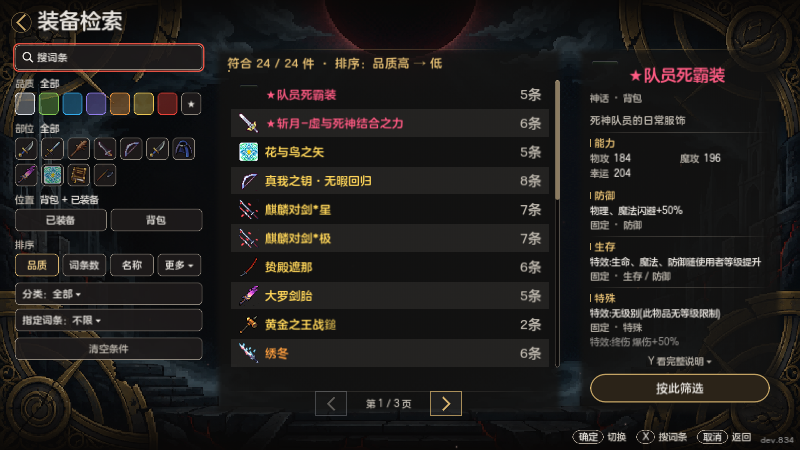 装备检索
搜词条
品质 全部
★
部位 全部
位置 背包 + 已装备
已装备 背包
排序
品质 词条数 名称 更多
分类：全部
指定词条：不限
清空条件
符合 24 / 24 件 · 排序：品质高 → 低
★队员死霸装 5条
★斩月-虚与死神结合之力 6条
花与鸟之矢 5条
真我之钥·无暇回归 8条
麒麟对剑*星 7条
麒麟对剑*极 7条
贽殿遮那 6条
大罗剑胎 5条
黄金之王战鎚 2条
绣冬 6条
第 1 / 3 页
★队员死霸装
神话 · 背包
死神队员的日常服饰
能力
物攻 184 魔攻 196
幸运 204
防御
物理、魔法闪避+50%
固定 · 防御
生存
特效:生命、魔法、防御随使用者等级提升
固定 · 生存 / 防御
特殊
特效:无级别(此物品无等级限制)
固定 · 特殊
特效:终伤 爆伤+50%
Y 看完整说明
按此筛选
确定 切换 X 搜词条 取消 返回
dev.834